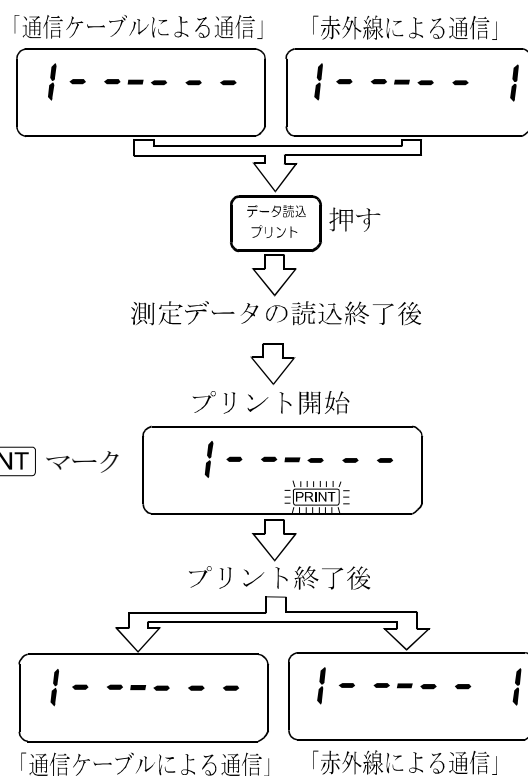 「通信ケーブルによる通信」 「赤外線による通信」
1----- 1---- 1
データ読込
プリント
押す
測定データの読込終了後
プリント開始
NT マーク
1-----
PRINT
プリント終了後
1----- 1---- 1
「通信ケーブルによる通信」 「赤外線による通信」